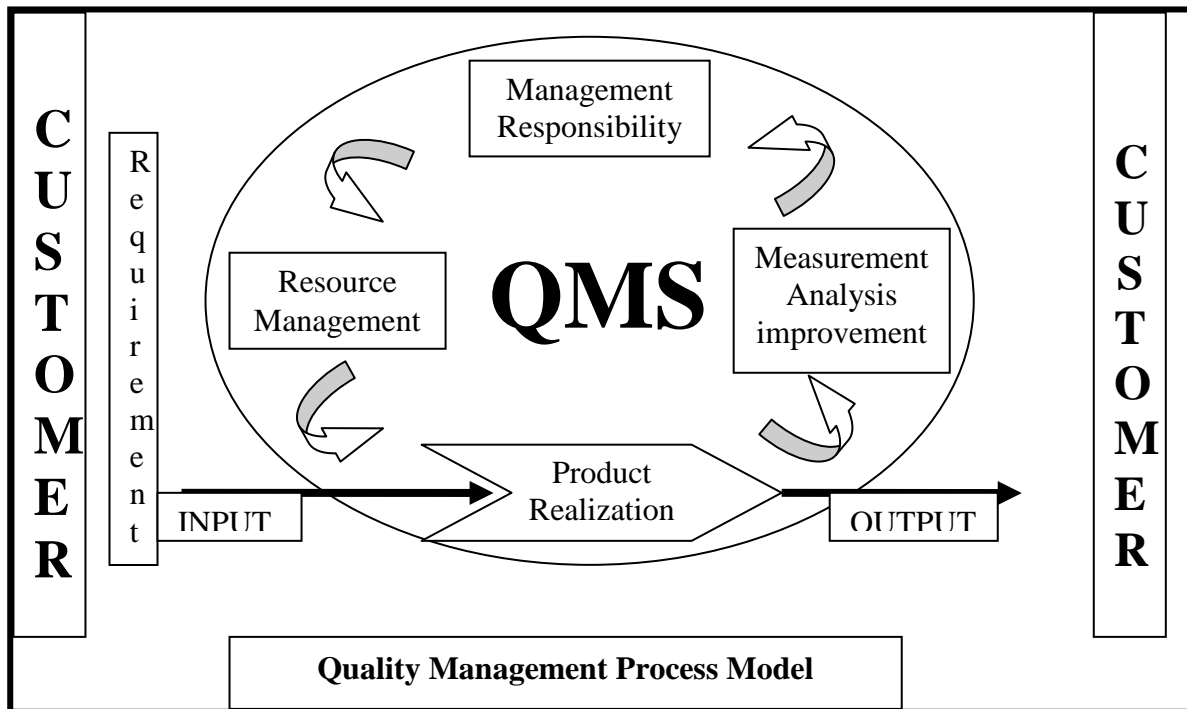 CUSTOMER
Requirement
Management
Responsibility
Resource
Management
QMS
Measurement
Analysis
improvement
Product
Realization
INPUT
OUTPUT
CUSTOMER
Quality Management Process Model